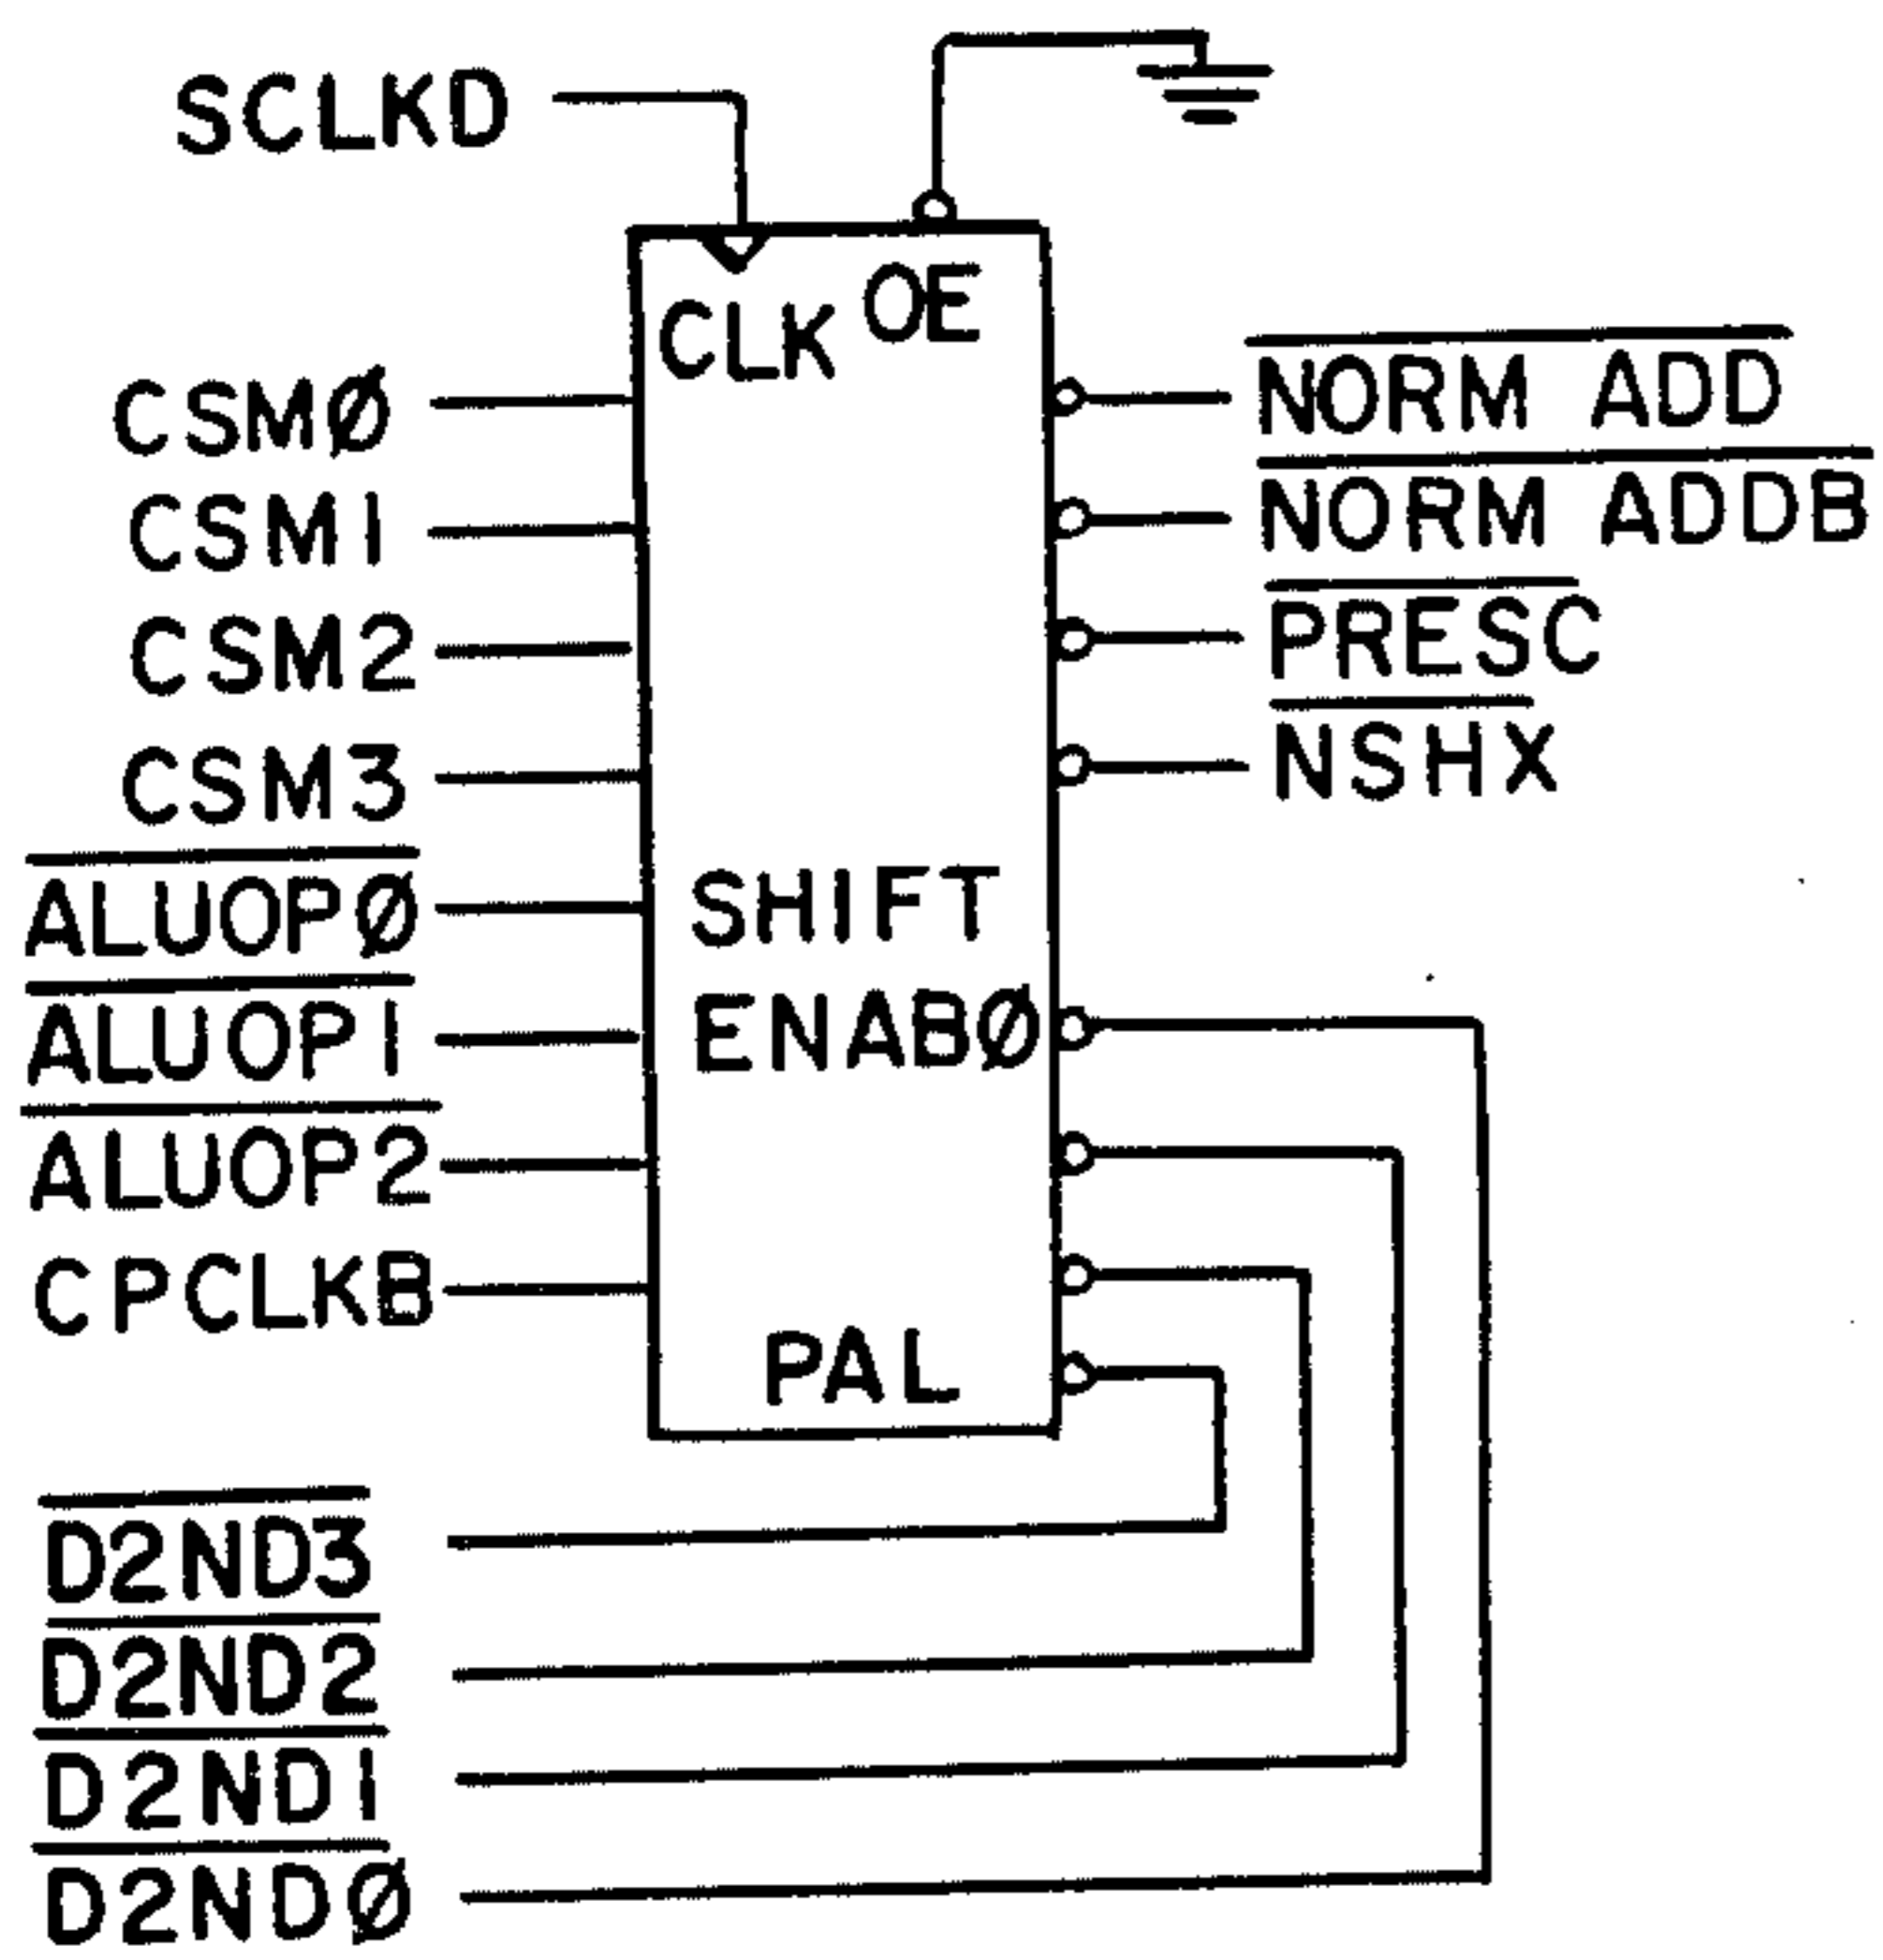 SCLKD
CLK OE
CSMØ
CSM1
CSM2
CSM3
ALUOPØ
ALUOP1
ALUOP2
CPCLKB
SHIFT
ENABØ
PAL
NORM ADD
NORM ADDB
PRESC
NSHX
D2ND3
D2ND2
D2ND1
D2NDØ